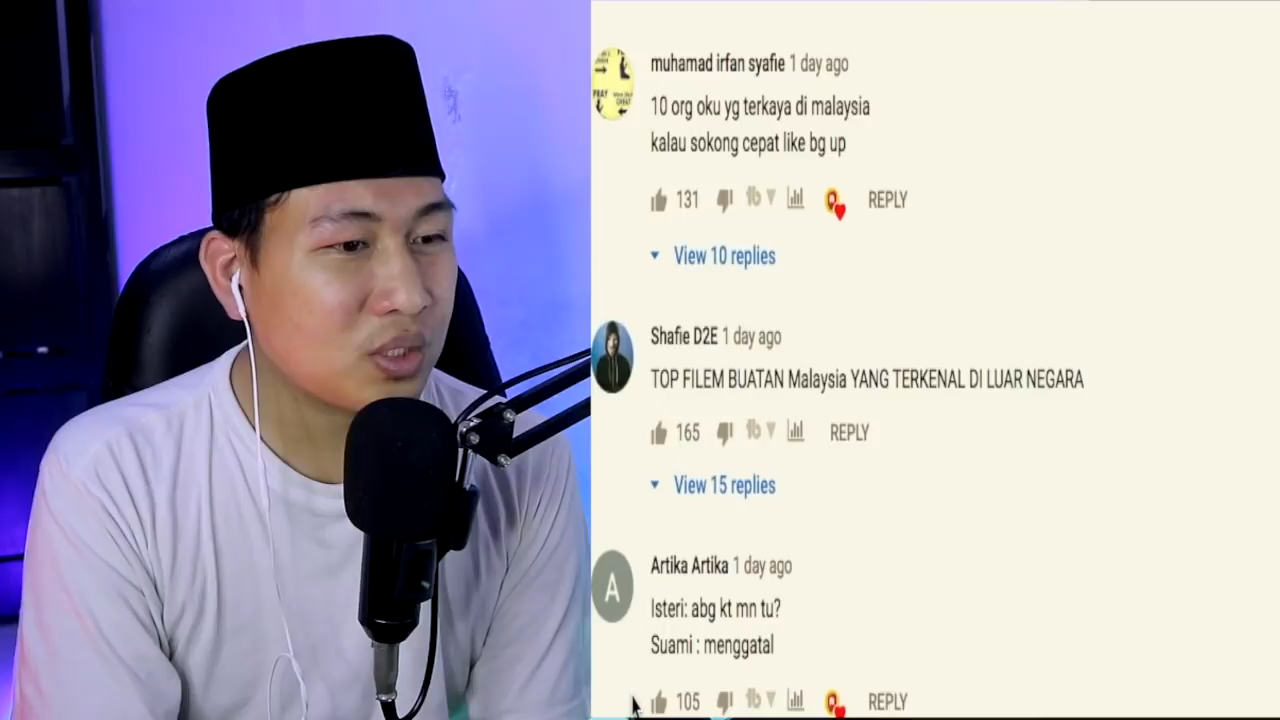 muhamad irfan syafie 1 day ago
10 org oku yg terkaya di malaysia
kalau sokong cepat like bg up
131 REPLY
View 10 replies
Shafie D2E 1 day ago
TOP FILEM BUATAN Malaysia YANG TERKENAL DI LUAR NEGARA
165 REPLY
View 15 replies
A
Artika Artika 1 day ago
Isteri: abg kt mn tu?
Suami : menggatal
105 REPLY